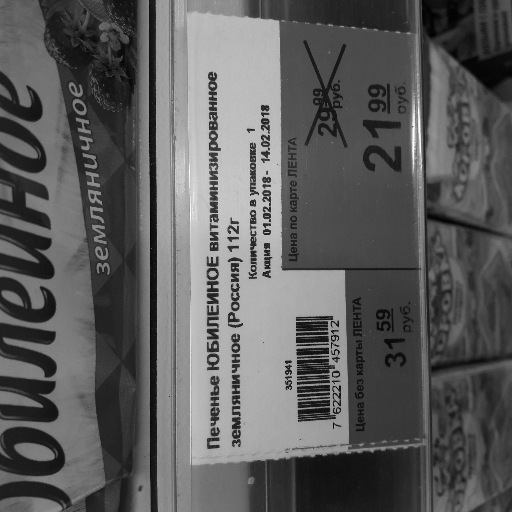 Юбилейное
земляничное
Печенье ЮБИЛЕЙНОЕ витаминизированное
земляничное (Россия) 112г
Количество в упаковке 1
Акция 01.02.2018 - 14.02.2018
351941
7 622210 457912
Цена без карты ЛЕНТА
31 59
руб.
Цена по карте ЛЕНТА
29 99
руб.
21 99
руб.